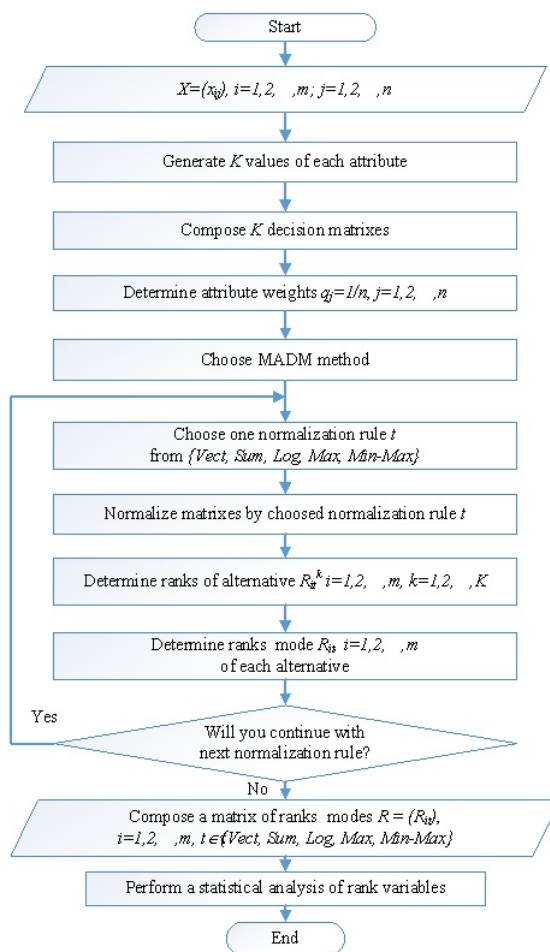 Start
X=(xij), i=1,2, ,m; j=1,2, ,n
Generate K values of each attribute
Compose K decision matrixes
Determine attribute weights qj=1/n, j=1,2, ,n
Choose MADM method
Choose one normalization rule t
from {Vect, Sum, Log, Max, Min-Max}
Normalize matrixes by choosed normalization rule t
Determine ranks of alternative Rit^k i=1,2, ,m, k=1,2, ,K
Determine ranks mode Ris, i=1,2, ,m
of each alternative
Yes
Will you continue with
next normalization rule?
No
Compose a matrix of ranks modes R = (Rit),
i=1,2, ,m, t∈{Vect, Sum, Log, Max, Min-Max}
Perform a statistical analysis of rank variables
End